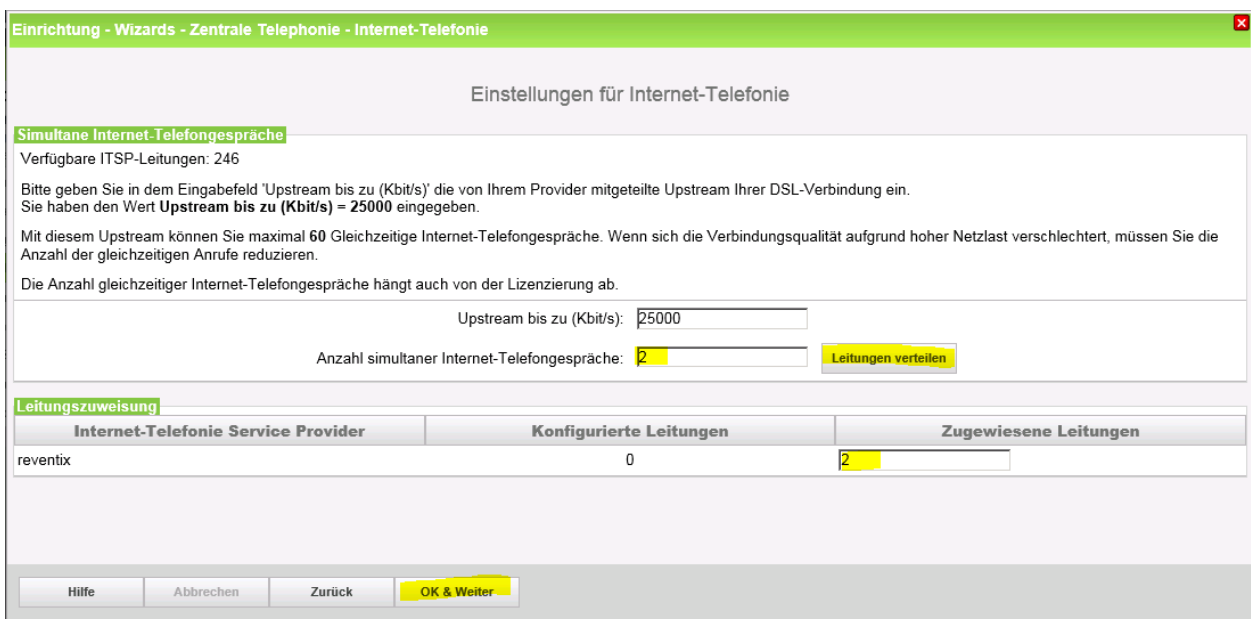 Einrichtung - Wizards - Zentrale Telephonie - Internet-Telefonie
Einstellungen für Internet-Telefonie
Simultane Internet-Telefongespräche
Verfügbare ITSP-Leitungen: 246
Bitte geben Sie in dem Eingabefeld 'Upstream bis zu (Kbit/s)' die von Ihrem Provider mitgeteilte Upstream Ihrer DSL-Verbindung ein.
Sie haben den Wert Upstream bis zu (Kbit/s) = 25000 eingegeben.
Mit diesem Upstream können Sie maximal 60 Gleichzeitige Internet-Telefongespräche. Wenn sich die Verbindungsqualität aufgrund hoher Netzlast verschlechtert, müssen Sie die
Anzahl der gleichzeitigen Anrufe reduzieren.
Die Anzahl gleichzeitiger Internet-Telefongespräche hängt auch von der Lizenzierung ab.
Upstream bis zu (Kbit/s): 25000
Anzahl simultaner Internet-Telefongespräche: 2 Leitungen verteilen
Leitungszuweisung
Internet-Telefonie Service Provider Konfigurierte Leitungen Zugewiesene Leitungen
reventix 0 2
Hilfe Abbrechen Zurück OK & Weiter